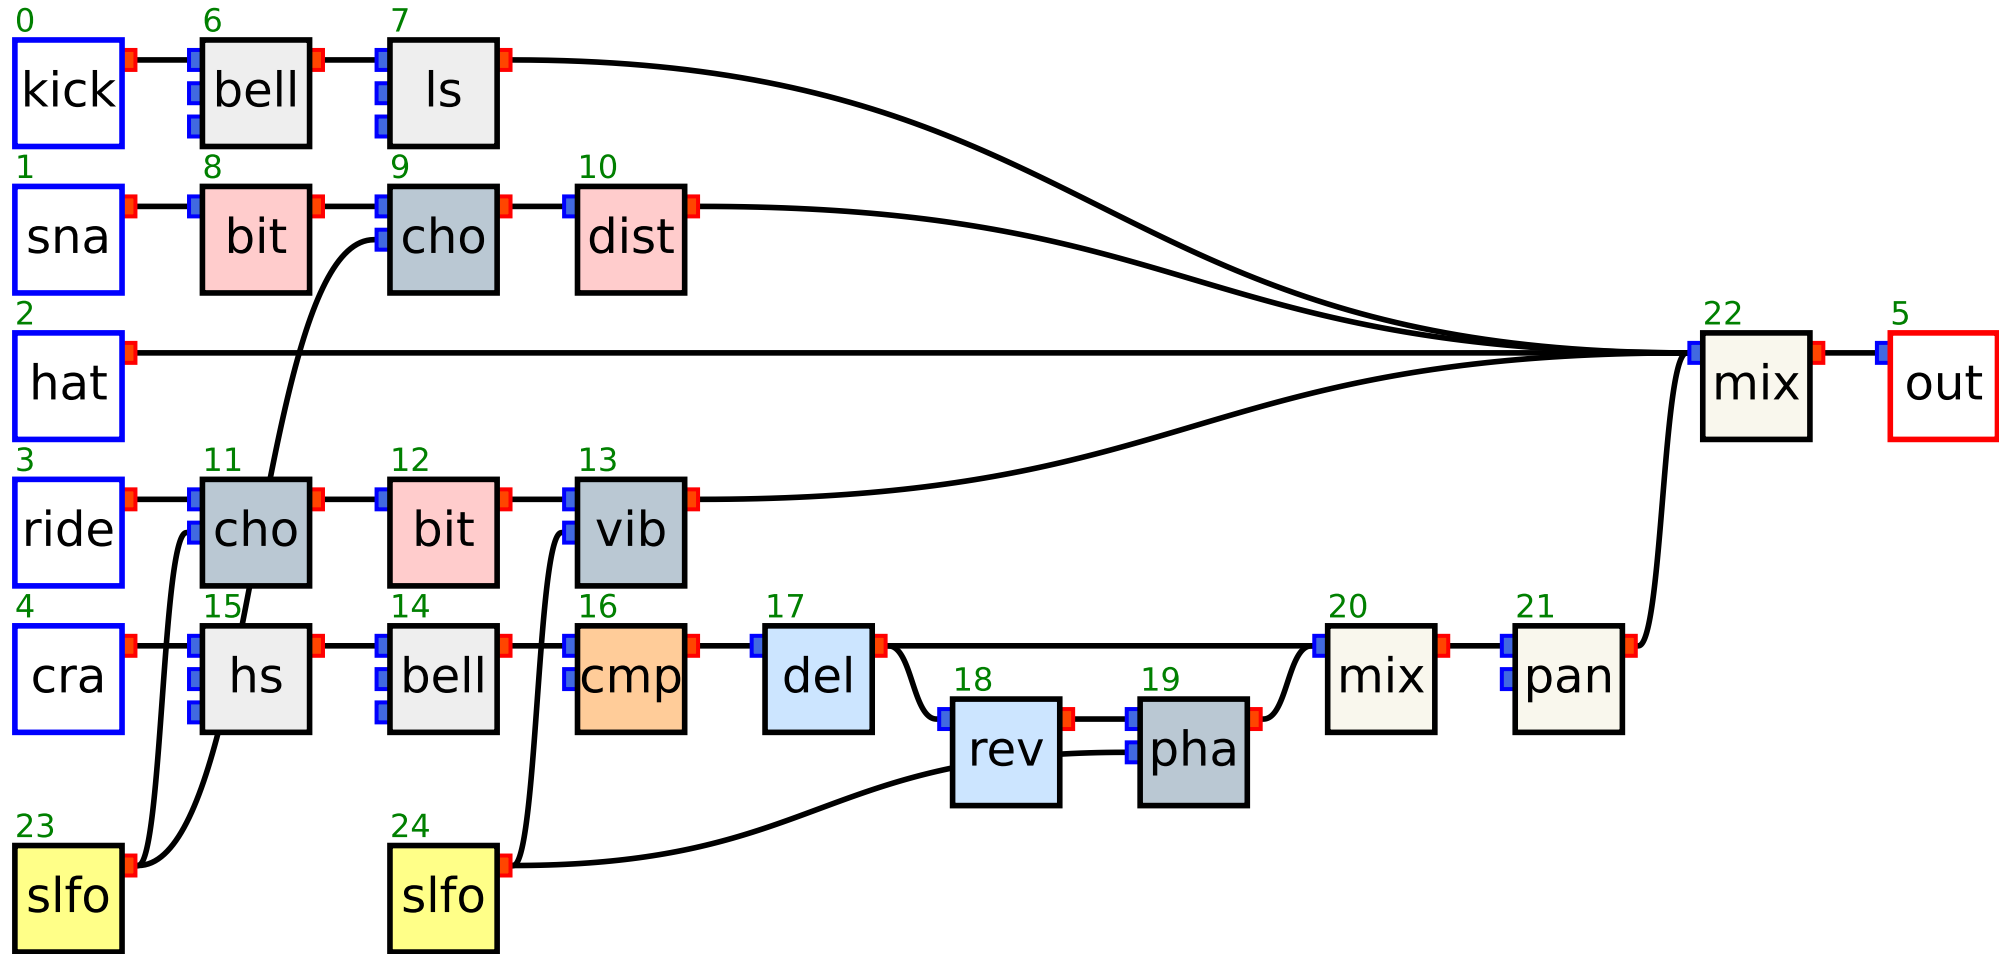 0 6 7
kick bell ls
1 8 9 10
sna bit cho dist
2 22 5
hat mix out
3 11 12 13
ride cho bit vib
4 15 14 16 17 20 21
cra hs bell cmp del mix pan
18 19
rev pha
23 24
slfo slfo